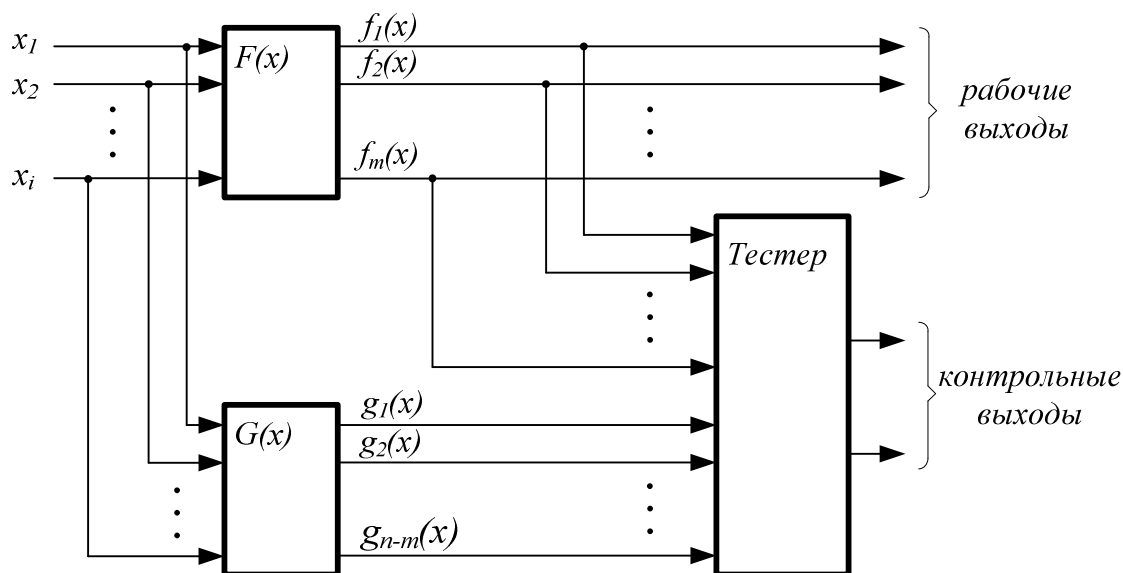 x1
x2
xi
F(x)
f1(x)
f2(x)
fm(x)
рабочие
выходы
Тестер
G(x)
g1(x)
g2(x)
gn-m(x)
контрольные
выходы